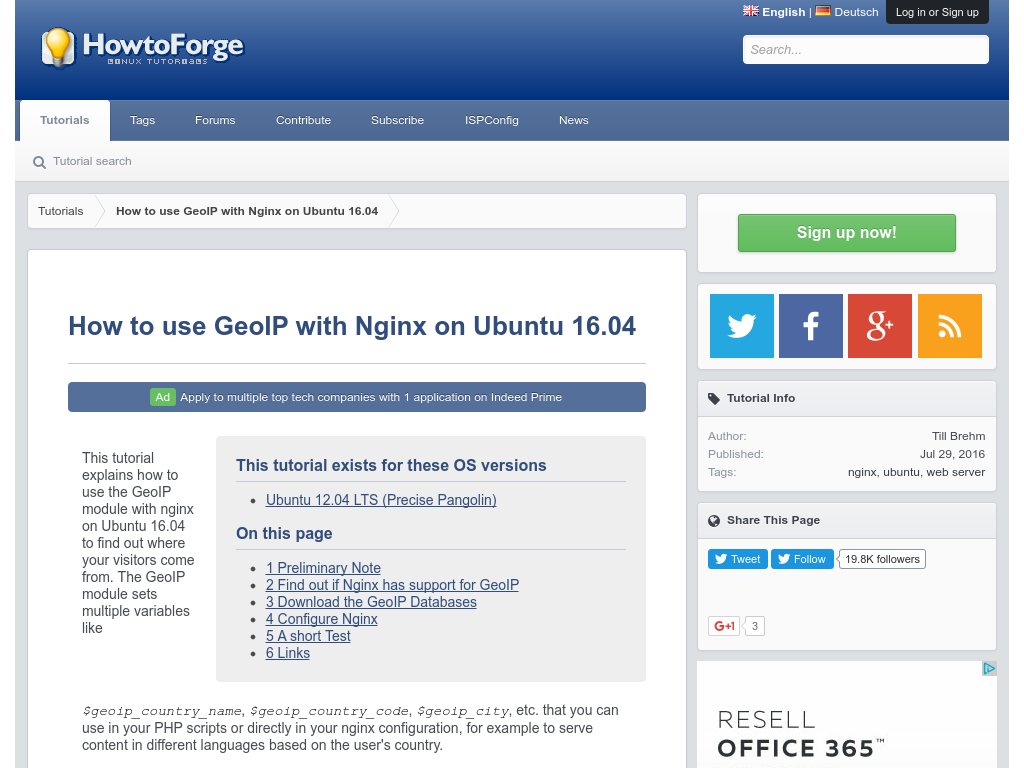 English | Deutsch
Log in or Sign up
HowtoForge
LINUX TUTORIALS
Search...
Tutorials
Tags
Forums
Contribute
Subscribe
ISPConfig
News
Tutorial search
Tutorials
How to use GeoIP with Nginx on Ubuntu 16.04
How to use GeoIP with Nginx on Ubuntu 16.04
Ad Apply to multiple top tech companies with 1 application on Indeed Prime
This tutorial
explains how to
use the GeoIP
module with nginx
on Ubuntu 16.04
to find out where
your visitors come
from. The GeoIP
module sets
multiple variables
like
This tutorial exists for these OS versions
Ubuntu 12.04 LTS (Precise Pangolin)
On this page
1 Preliminary Note
2 Find out if Nginx has support for GeoIP
3 Download the GeoIP Databases
4 Configure Nginx
5 A short Test
6 Links
$geoip_country_name, $geoip_country_code, $geoip_city, etc. that you can
use in your PHP scripts or directly in your nginx configuration, for example to serve
content in different languages based on the user's country.
Sign up now!
f
g+
Tutorial Info
Author: Till Brehm
Published: Jul 29, 2016
Tags: nginx, ubuntu, web server
Share This Page
Tweet
Follow
19.8K followers
G+1
3
RESELL
OFFICE 365™